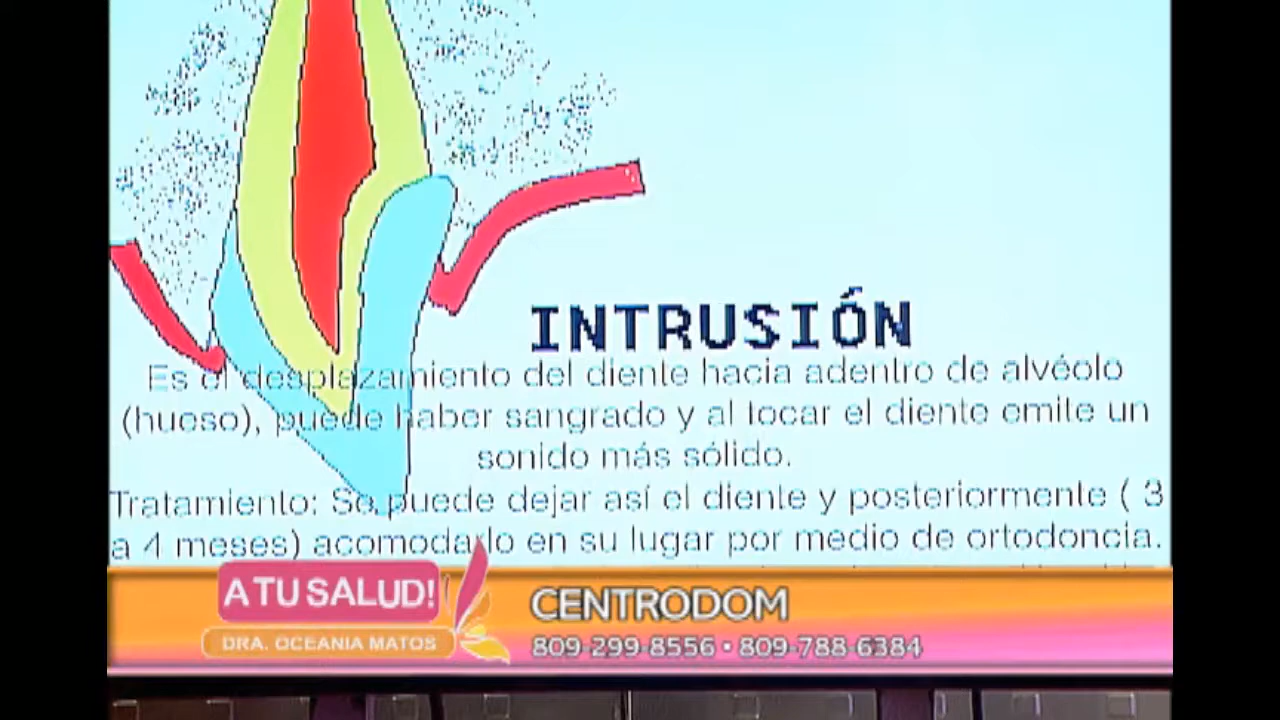 INTRUSIÓN
Es el desplazamiento del diente hacia adentro de alvéolo
(hueso), puede haber sangrado y al tocar el diente emite un
sonido más sólido.
Tratamiento: Se puede dejar así el diente y posteriormente ( 3
a 4 meses) acomodarlo en su lugar por medio de ortodoncia.
A TU SALUD!
DRA. OCEANIA MATOS
CENTRODOM
809-299-8556 • 809-788-6384